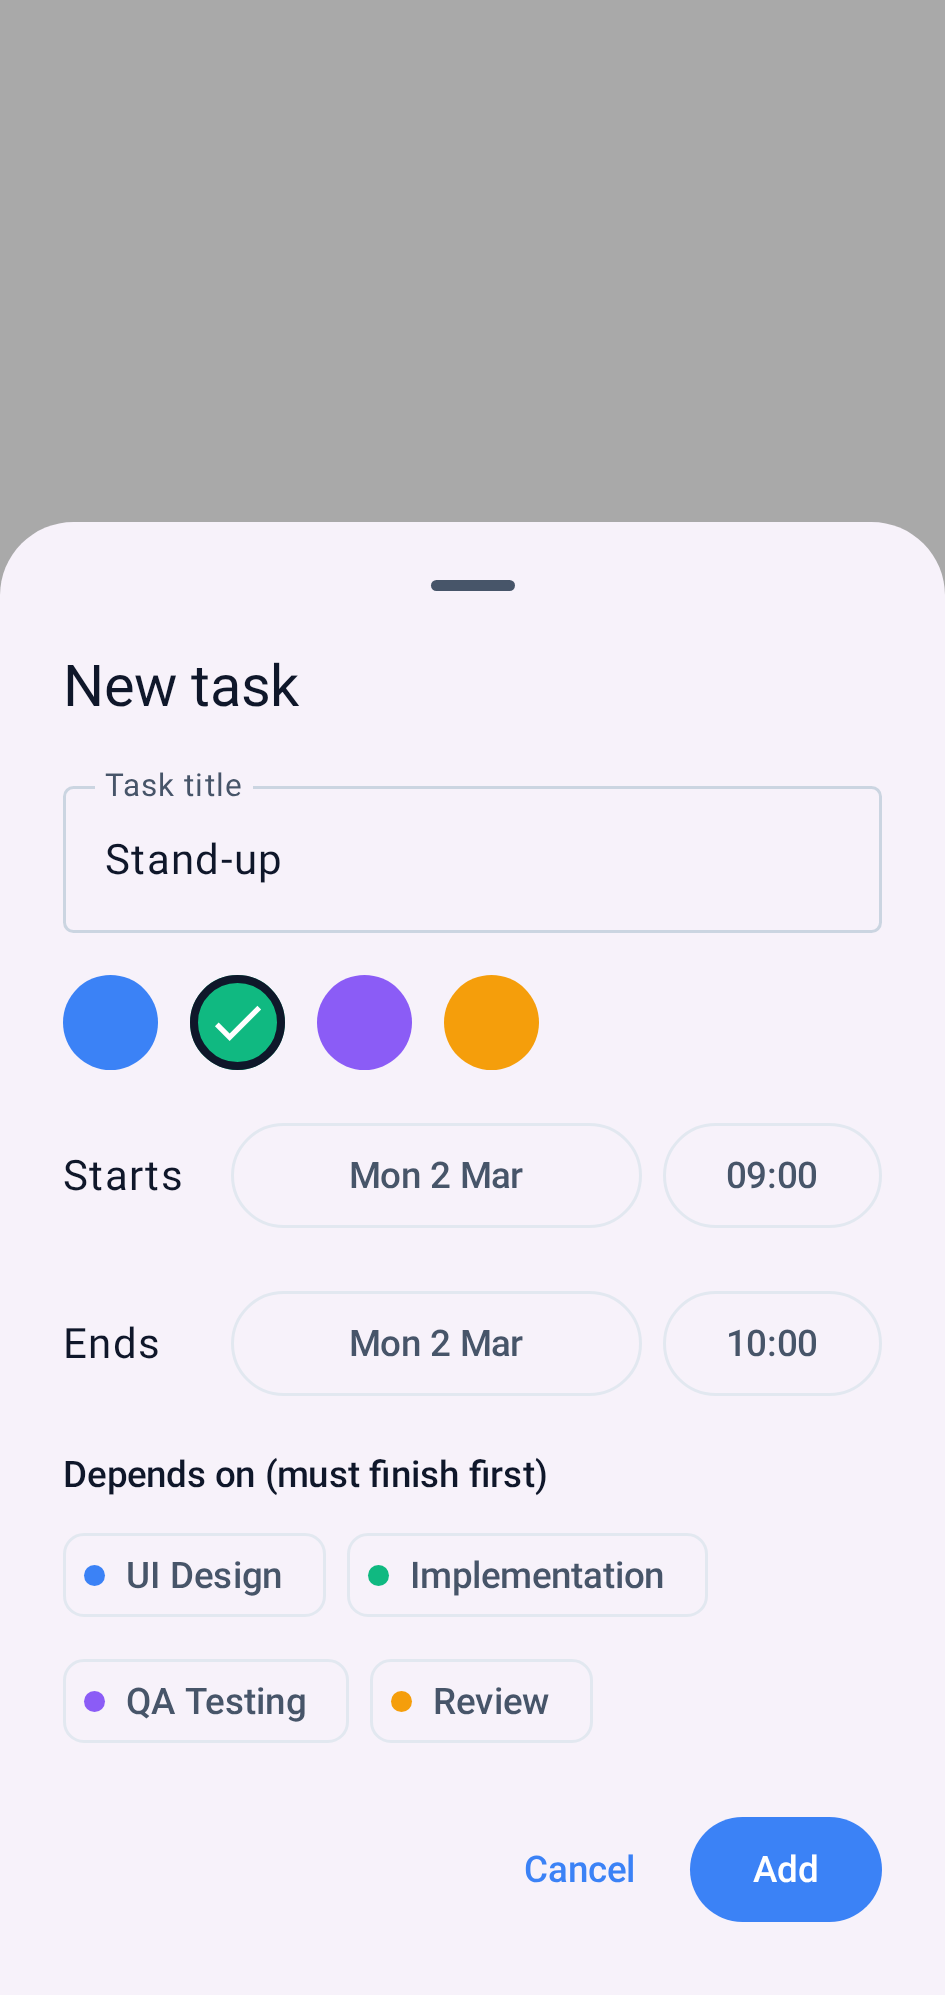 New task
Task title
Stand-up
Starts Mon 2 Mar 09:00
Ends Mon 2 Mar 10:00
Depends on (must finish first)
UI Design Implementation
QA Testing Review
Cancel Add